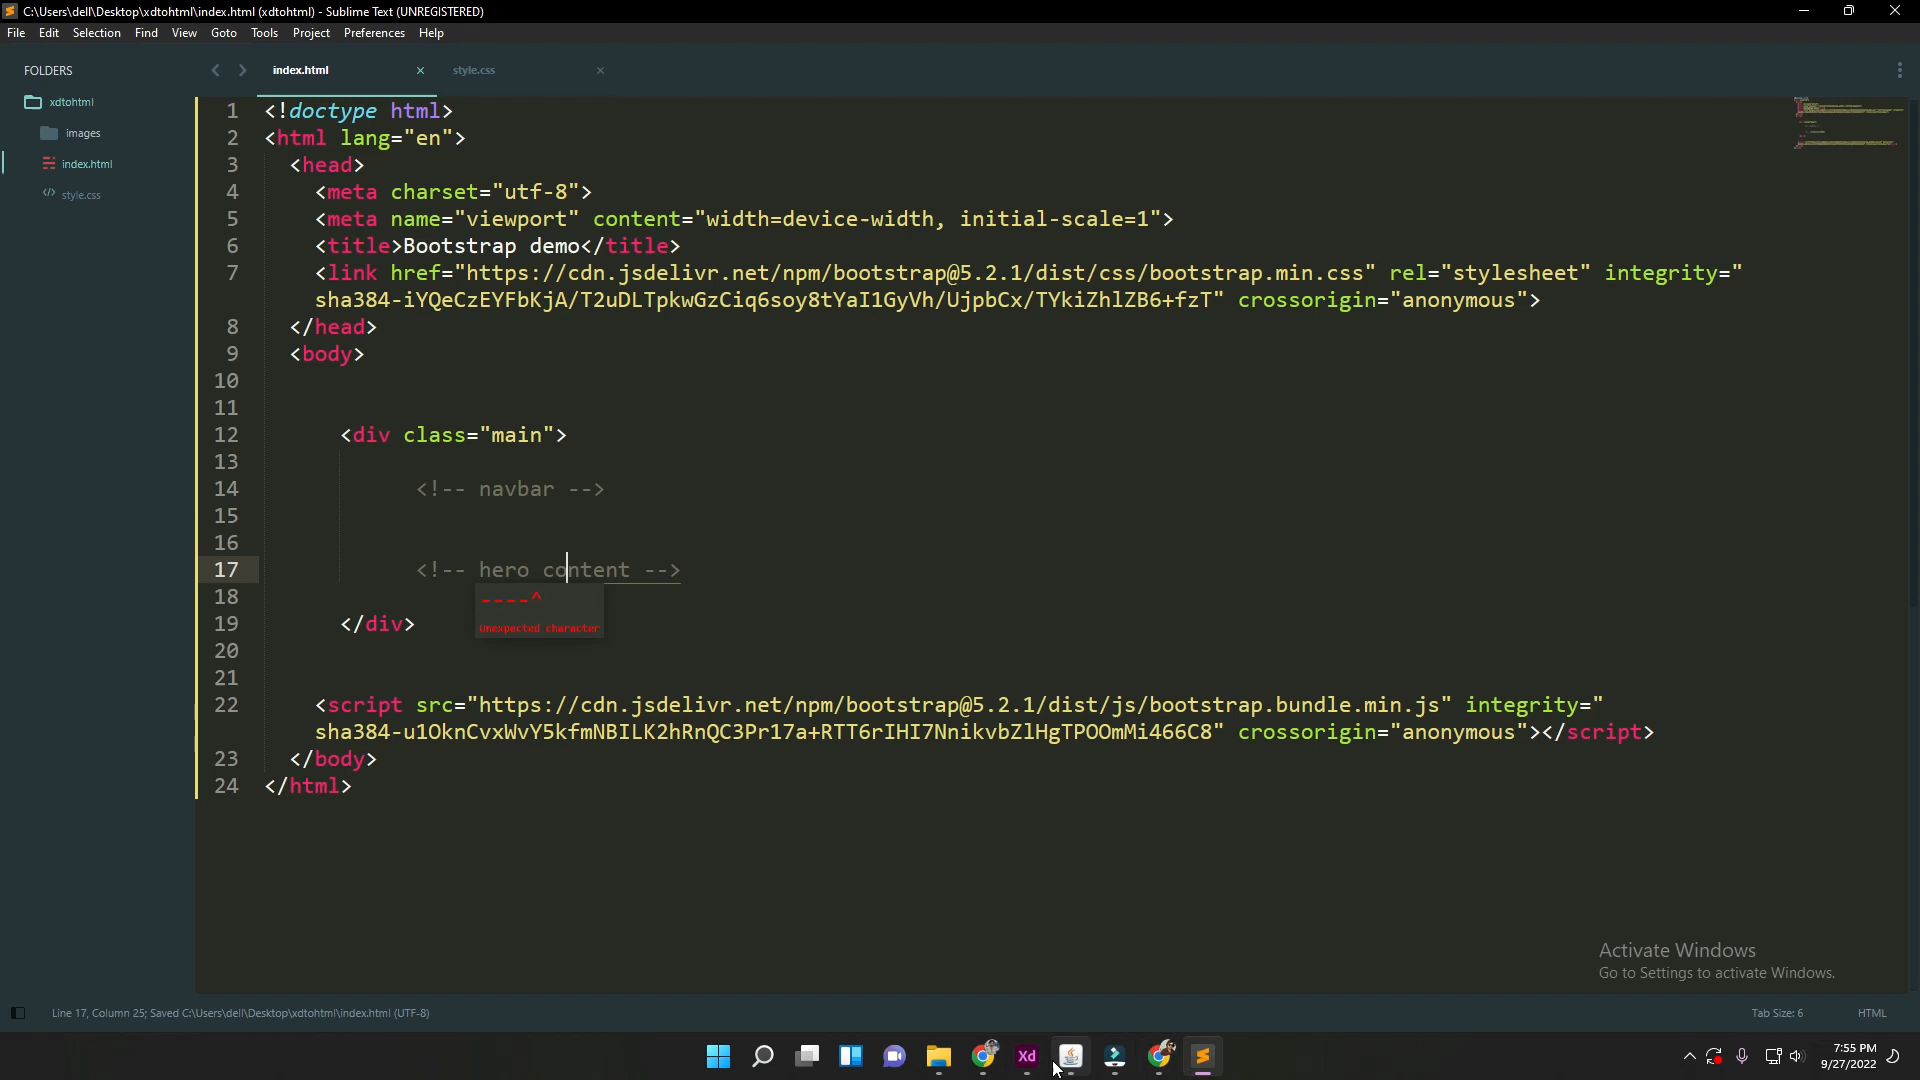 C:\Users\dell\Desktop\xdtohtml\index.html (xdtohtml) - Sublime Text (UNREGISTERED)
File Edit Selection Find View Goto Tools Project Preferences Help
FOLDERS
xdtohtml
images
index.html
style.css
index.html
style.css
1 <!doctype html>
2 <html lang="en">
3 <head>
4 <meta charset="utf-8">
5 <meta name="viewport" content="width=device-width, initial-scale=1">
6 <title>Bootstrap demo</title>
7 <link href="https://cdn.jsdelivr.net/npm/bootstrap@5.2.1/dist/css/bootstrap.min.css" rel="stylesheet" integrity="
sha384-iYQeCzEYFbKjA/T2uDLTpkwGzCiq6soy8tYaI1GyVh/UjpbCx/TYkiZhlZB6+fzT" crossorigin="anonymous">
8 </head>
9 <body>
10
11
12 <div class="main">
13
14 <!-- navbar -->
15
16
17 <!-- hero content -->
----^
Unexpected character
18
19 </div>
20
21
22 <script src="https://cdn.jsdelivr.net/npm/bootstrap@5.2.1/dist/js/bootstrap.bundle.min.js" integrity="
sha384-u1OknCvxWvY5kfmNBILK2hRnQC3Pr17a+RTT6rIHI7NnikvbZlHgTPOOmMi466C8" crossorigin="anonymous"></script>
23 </body>
24 </html>
Activate Windows
Go to Settings to activate Windows.
Line 17, Column 25; Saved C:\Users\dell\Desktop\xdtohtml\index.html (UTF-8)
Tab Size: 6
HTML
Xd
7:55 PM
9/27/2022